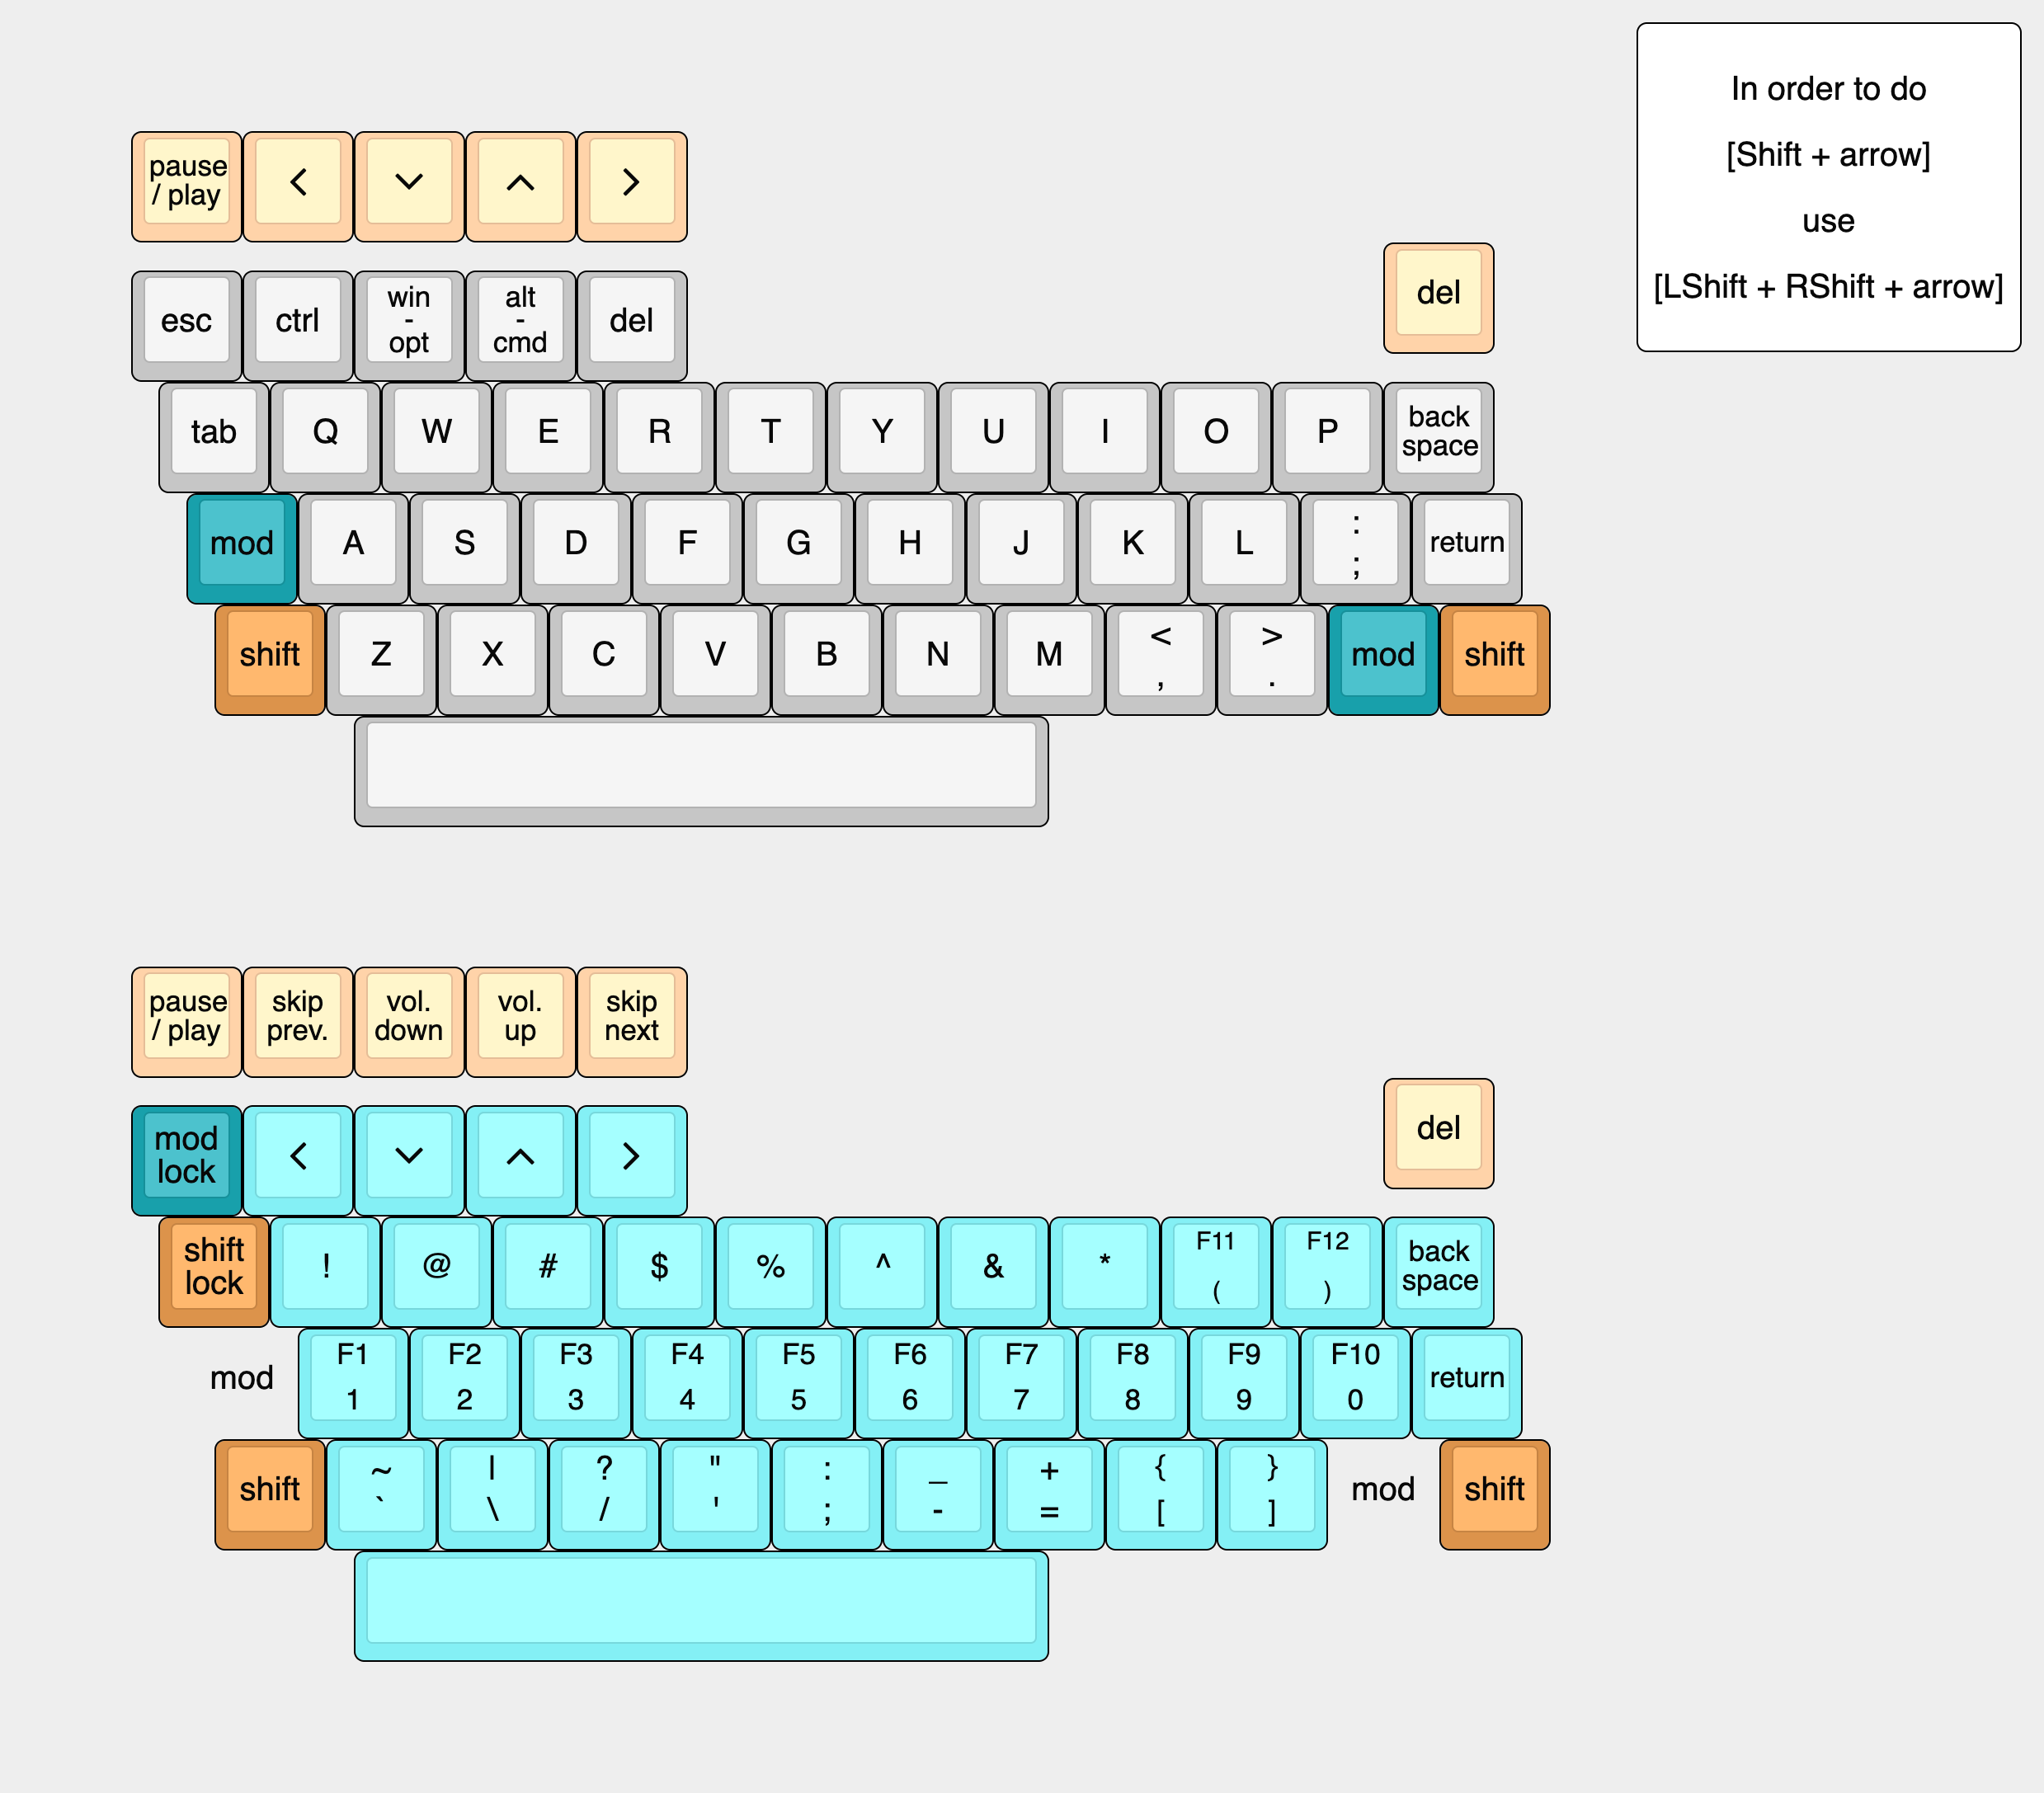 In order to do
[Shift + arrow]
use
[LShift + RShift + arrow]
pause / play < ∨ ∧ >
del
esc ctrl win - opt alt - cmd del
tab Q W E R T Y U I O P back space
mod A S D F G H J K L : ; return
shift Z X C V B N M < , > . mod shift
pause / play skip prev. vol. down vol. up skip next
del
mod lock < ∨ ∧ >
shift lock ! @ # $ % ^ & * F11 ( F12 ) back space
mod F1 1 F2 2 F3 3 F4 4 F5 5 F6 6 F7 7 F8 8 F9 9 F10 0 return
shift ~ ` | \ ? / " ' : ; _ - + = { [ } ] mod shift